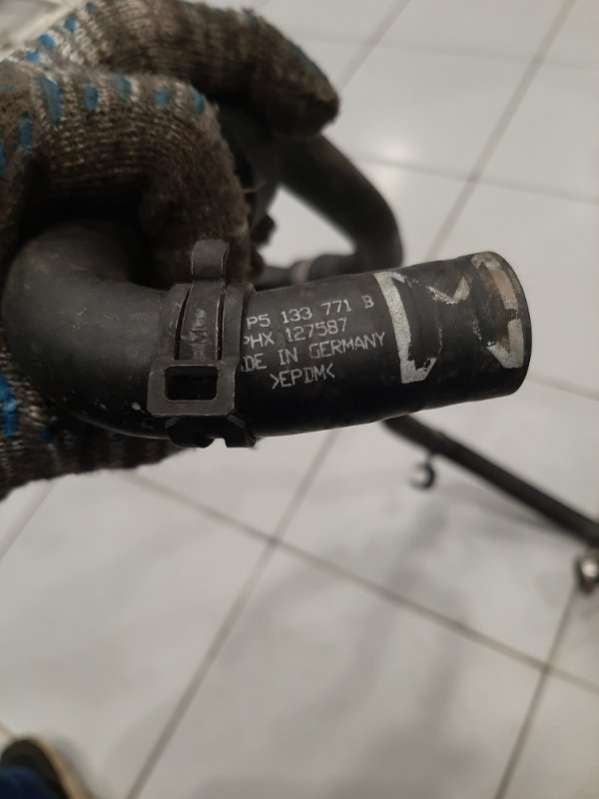 P5 133 771 B
PHX 127587
DE IN GERMANY
>EPDM<